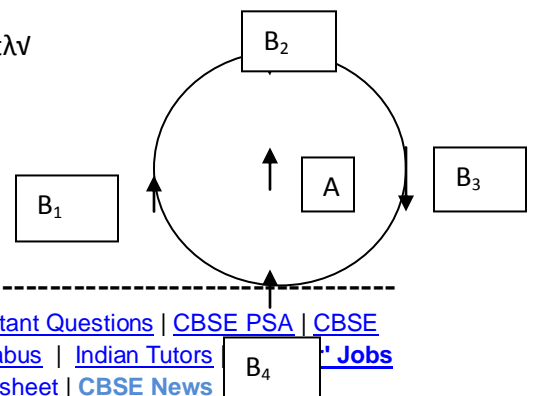 λ√
B₂
A
B₃
B₁
tant Questions | CBSE PSA | CBSE
abus | Indian Tutors | r' Jobs
B₄
sheet | CBSE News